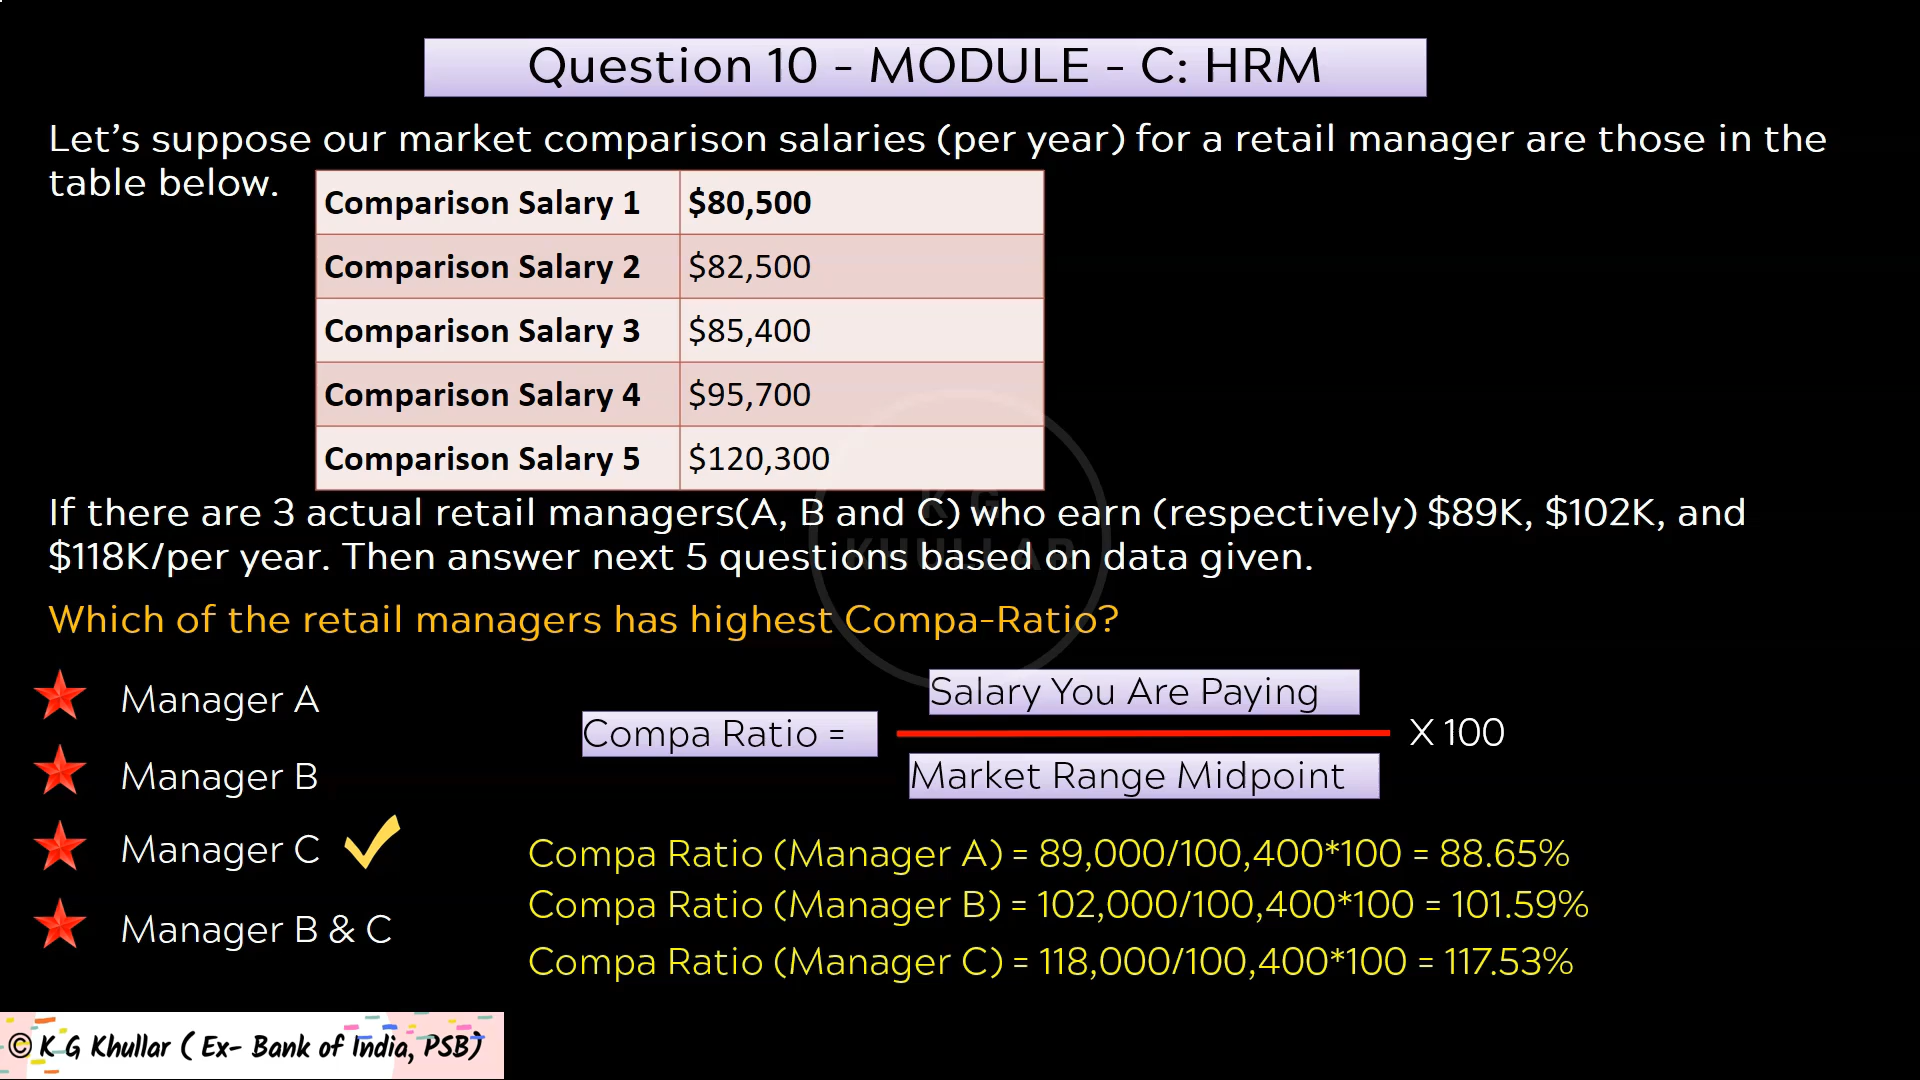 Question 10 - MODULE - C: HRM
Let's suppose our market comparison salaries (per year) for a retail manager are those in the
table below.
Comparison Salary 1 $80,500
Comparison Salary 2 $82,500
Comparison Salary 3 $85,400
Comparison Salary 4 $95,700
Comparison Salary 5 $120,300
If there are 3 actual retail managers(A, B and C) who earn (respectively) $89K, $102K, and
$118K/per year. Then answer next 5 questions based on data given.
Which of the retail managers has highest Compa-Ratio?
Manager A
Manager B
Manager C
Manager B & C
Salary You Are Paying
Compa Ratio =
X 100
Market Range Midpoint
Compa Ratio (Manager A) = 89,000/100,400*100 = 88.65%
Compa Ratio (Manager B) = 102,000/100,400*100 = 101.59%
Compa Ratio (Manager C) = 118,000/100,400*100 = 117.53%
K G
KHULLAR
© K G Khullar ( Ex- Bank of India, PSB)